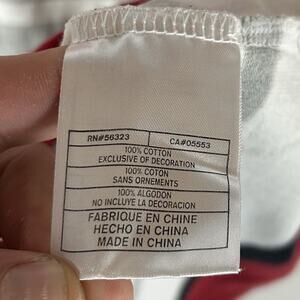 RN#56323 CA#05553
100% COTTON
EXCLUSIVE OF DECORATION
100% COTON
SANS ORNEMENTS
100% ALGODON
NO INCLUYE LA DECORACION
FABRIQUE EN CHINE
HECHO EN CHINA
MADE IN CHINA